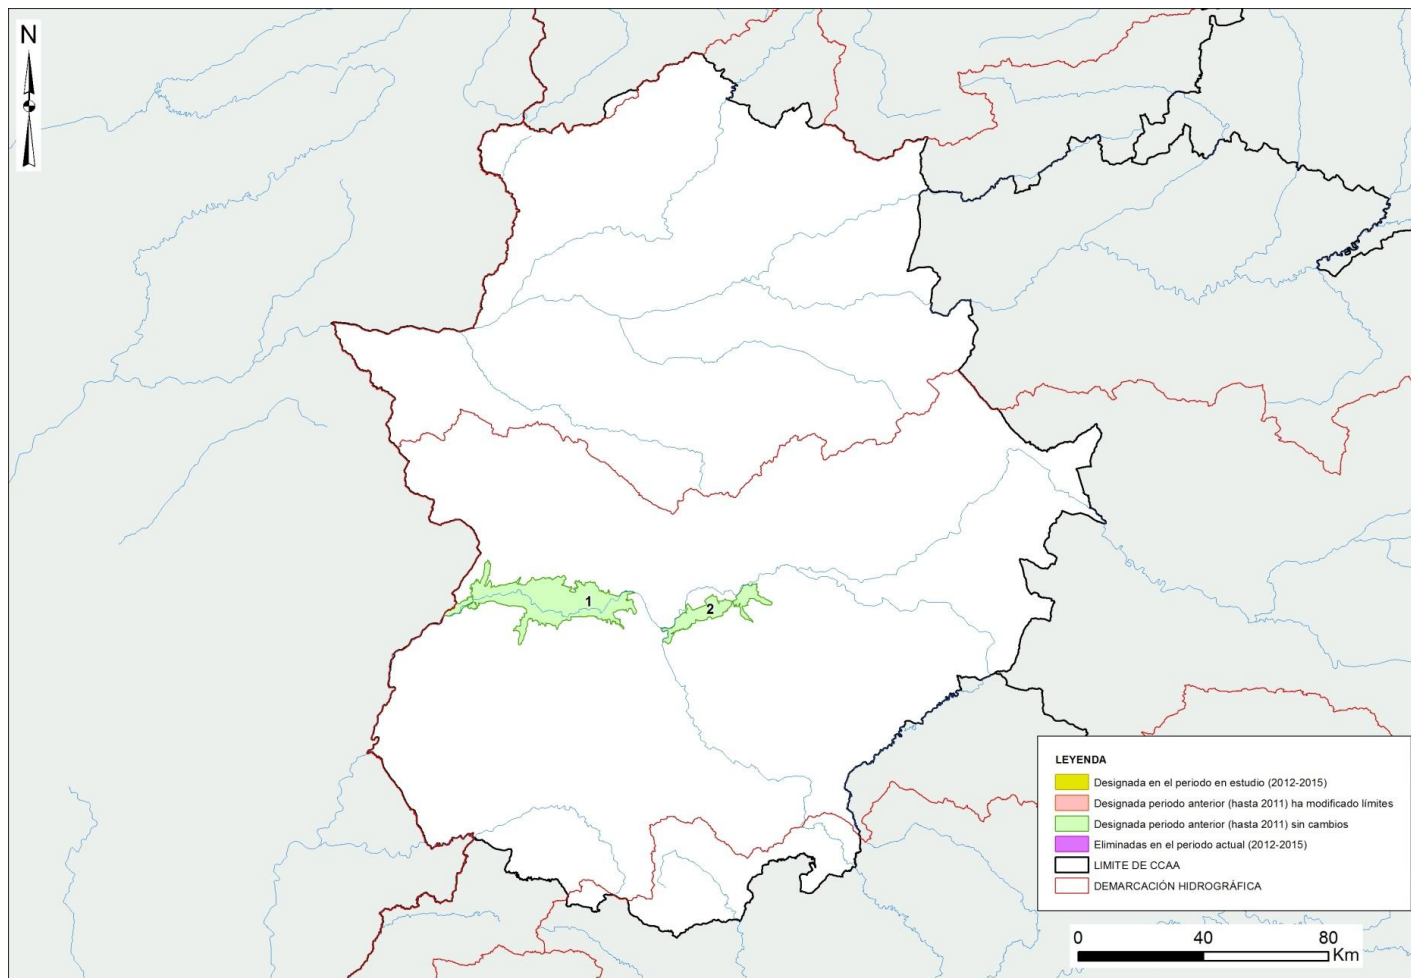 N
1
2
LEYENDA
Designada en el periodo en estudio (2012-2015)
Designada periodo anterior (hasta 2011) ha modificado límites
Designada periodo anterior (hasta 2011) sin cambios
Eliminadas en el periodo actual (2012-2015)
LIMITE DE CCAA
DEMARCACIÓN HIDROGRÁFICA
0 40 80
Km